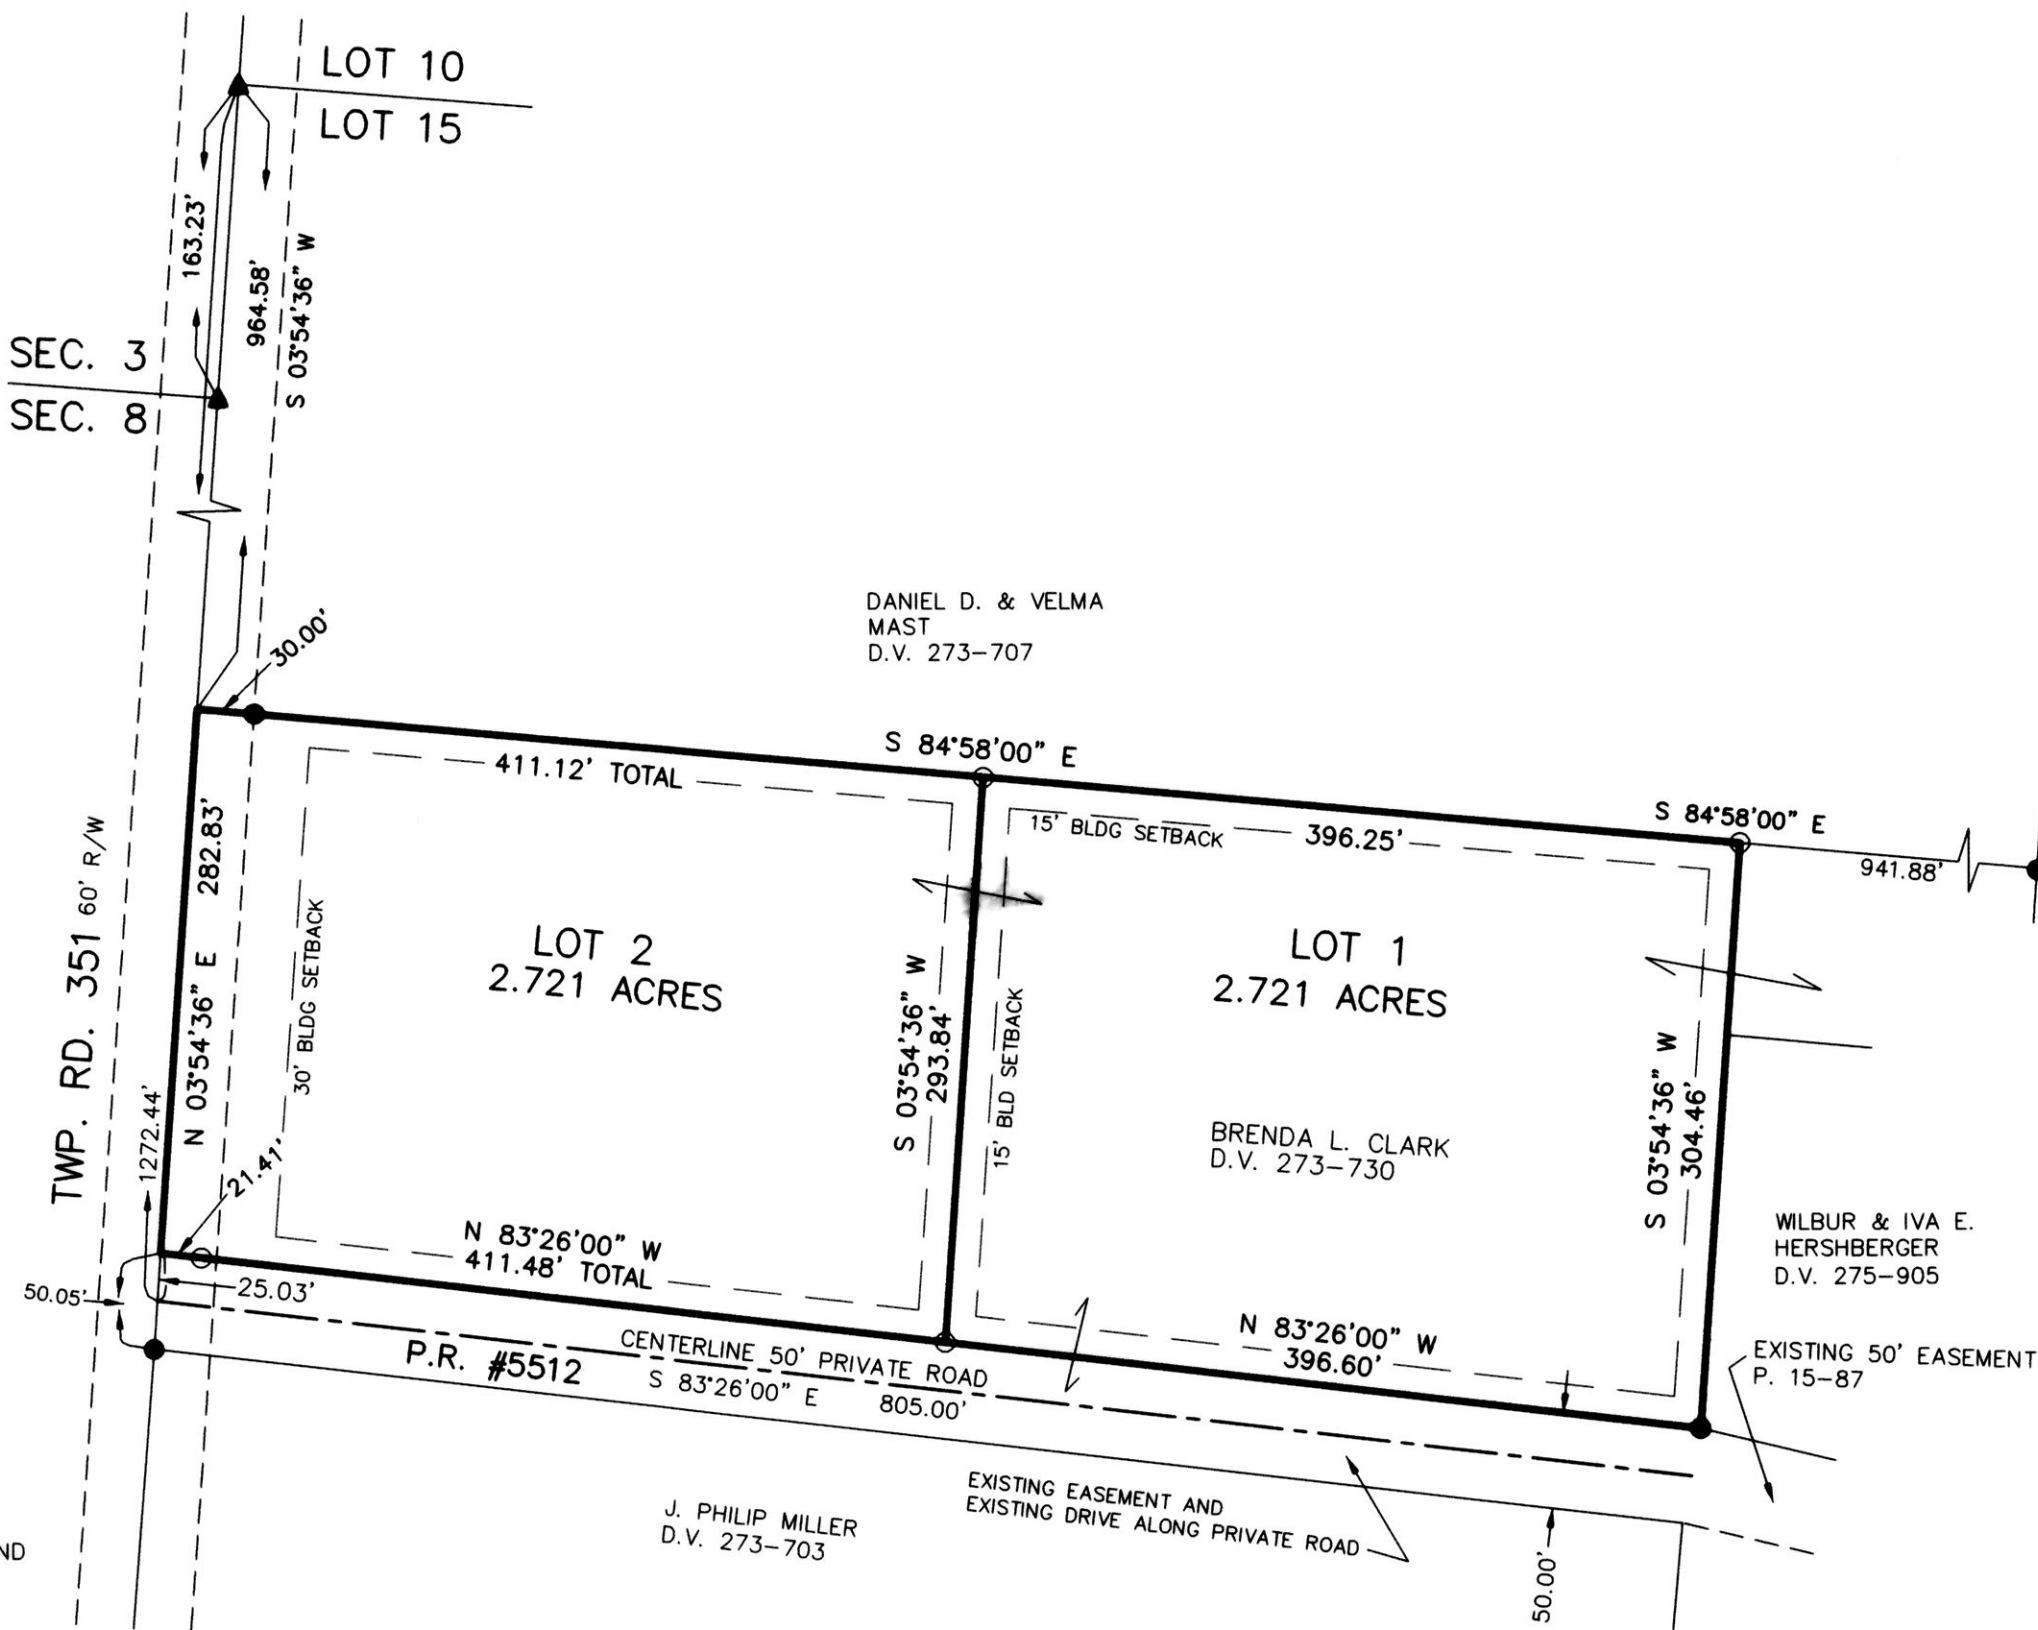 LOT 10
LOT 15
163.23'
964.58'
S 03°54'36" W
SEC. 3
SEC. 8
30.00'
DANIEL D. & VELMA
MAST
D.V. 273-707
S 84°58'00" E
411.12' TOTAL
S 84°58'00" E
15' BLDG SETBACK
396.25'
941.88'
TWP. RD. 351 60' R/W
N 03°54'36" E 282.83'
30' BLDG SETBACK
LOT 2
2.721 ACRES
S 03°54'36" W
293.84'
15' BLD SETBACK
LOT 1
2.721 ACRES
BRENDA L. CLARK
D.V. 273-730
S 03°54'36" W
304.46'
1272.44'
WILBUR & IVA E.
HERSHBERGER
D.V. 275-905
N 83°26'00" W
411.48' TOTAL
50.05'
25.03'
N 83°26'00" W
396.60'
CENTERLINE 50' PRIVATE ROAD
P.R. #5512
S 83°26'00" E 805.00'
EXISTING 50' EASEMENT
P. 15-87
EXISTING EASEMENT AND
EXISTING DRIVE ALONG PRIVATE ROAD
J. PHILIP MILLER
D.V. 273-703
50.00'
ND